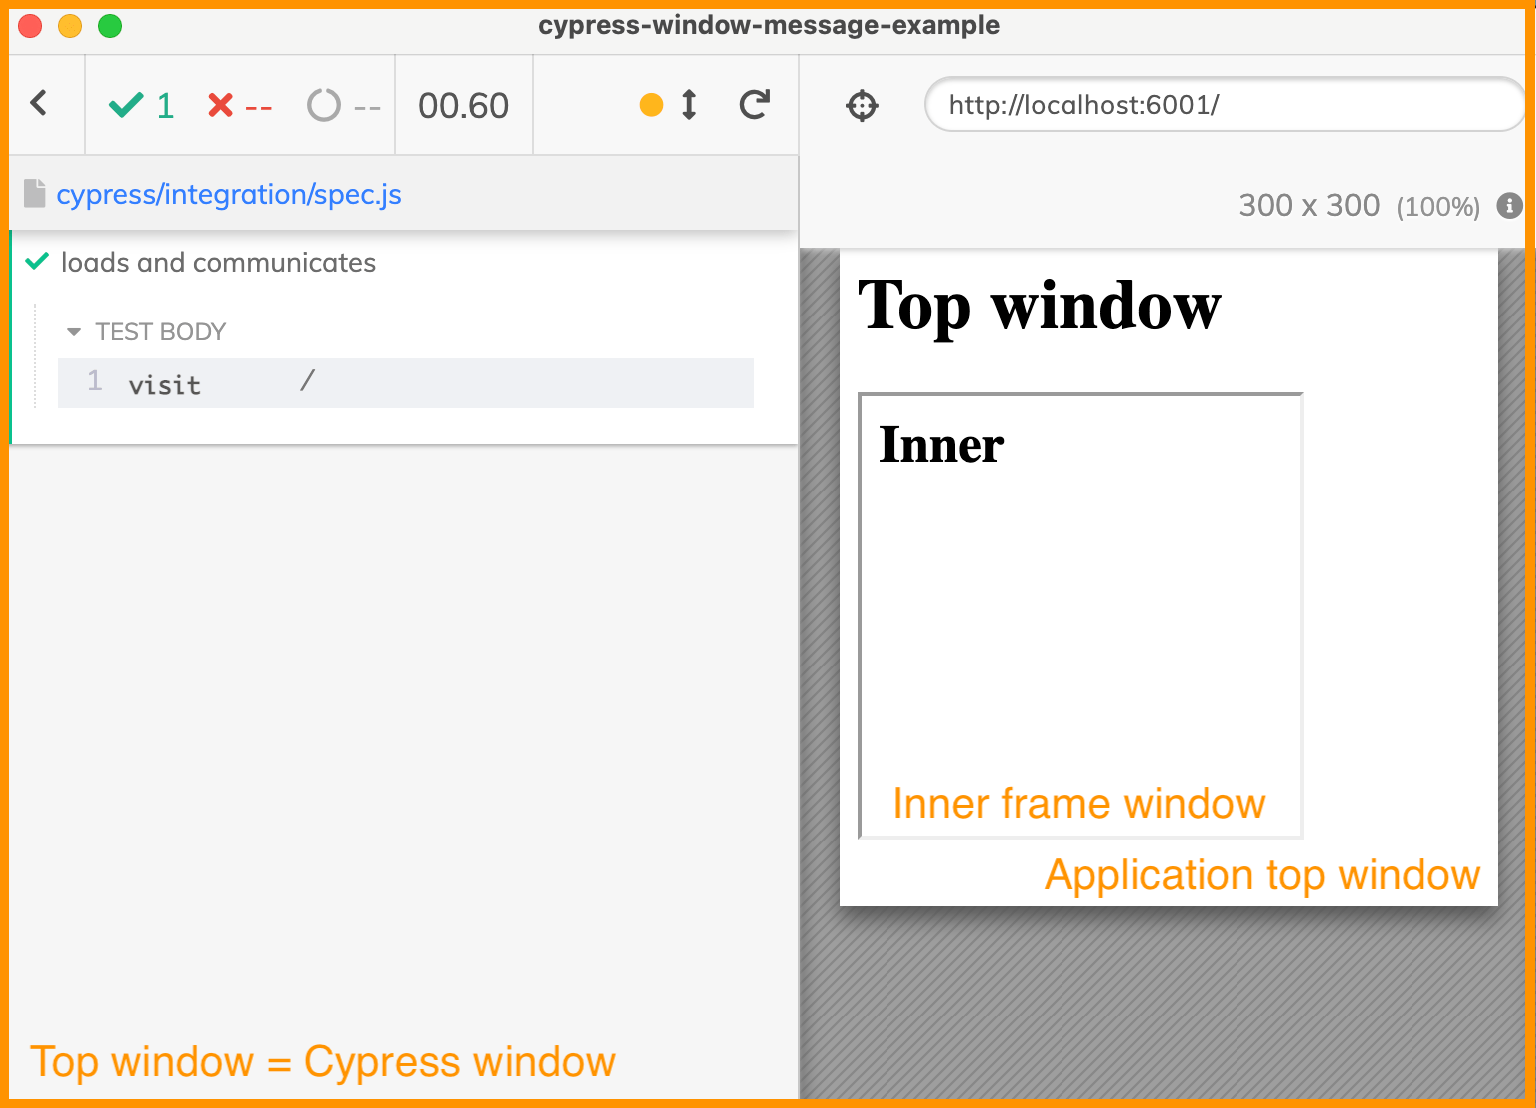 cypress-window-message-example
1 -- -- 00.60
http://localhost:6001/
cypress/integration/spec.js
300 x 300 (100%)
loads and communicates
TEST BODY
1 visit /
Top window
Inner
Inner frame window
Application top window
Top window = Cypress window